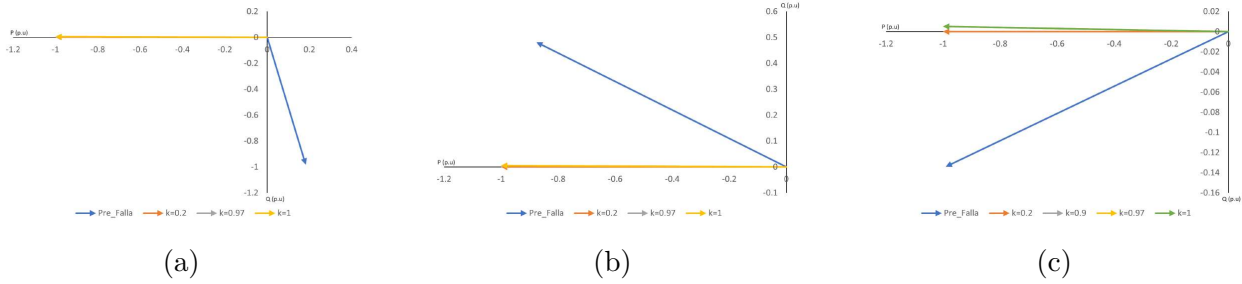 0.2
P (p.u)
0
-1.2 -1 -0.8 -0.6 -0.4 -0.2 0 0.2 0.4
-0.2
-0.4
-0.6
-0.8
-1
-1.2
Q (p.u)
Pre_Falla k=0.2 k=0.97 k=1
(a)
Q (p.u)
0.6
0.5
0.4
0.3
0.2
0.1
P (p.u)
0
-1.2 -1 -0.8 -0.6 -0.4 -0.2 0
-0.1
Pre_Falla k=0.2 k=0.97 k=1
(b)
0.02
P (p.u)
0
-1.2 -1 -0.8 -0.6 -0.4 -0.2 0
-0.02
-0.04
-0.06
-0.08
-0.1
-0.12
-0.14
-0.16
Q (p.u)
Pre_Falla k=0.2 k=0.9 k=0.97 k=1
(c)